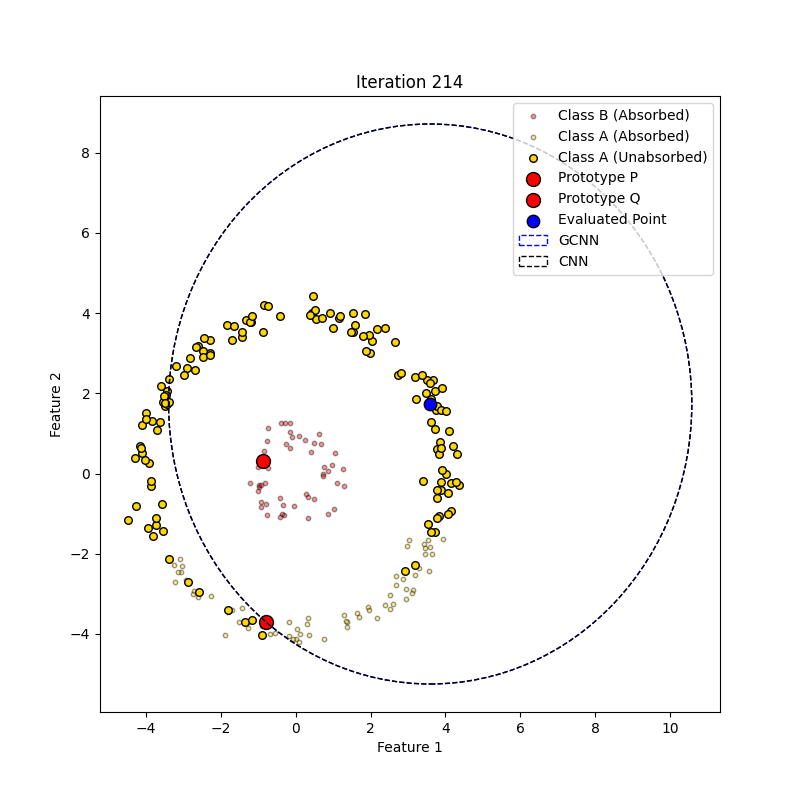 Iteration 214
Class B (Absorbed)
Class A (Absorbed)
Class A (Unabsorbed)
Prototype P
Prototype Q
Evaluated Point
GCNN
CNN
8
6
4
2
0
−2
−4
Feature 2
−4
−2
0
2
4
6
8
10
Feature 1